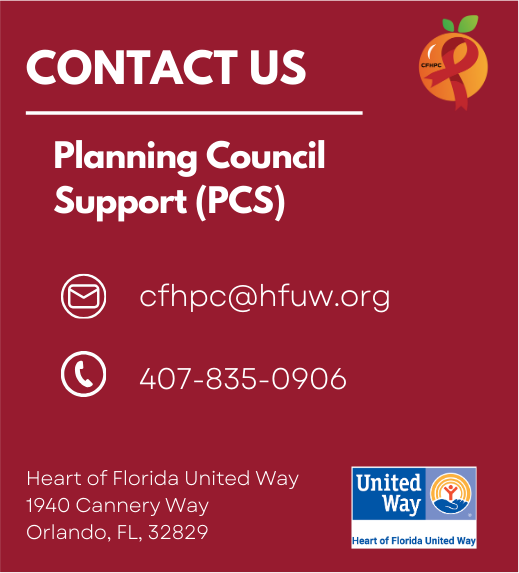 CONTACT US
CFHPC
Planning Council
Support (PCS)
cfhpc@hfuw.org
407-835-0906
Heart of Florida United Way
1940 Cannery Way
Orlando, FL, 32829
United
Way
Heart of Florida United Way